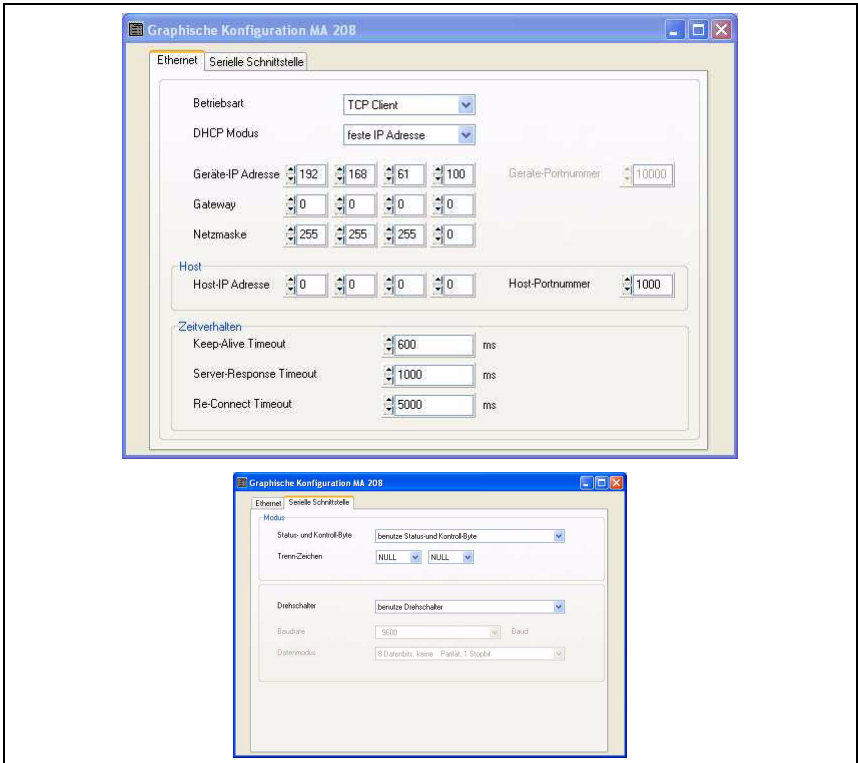 Graphische Konfiguration MA 208
Ethernet Serielle Schnittstelle
Betriebsart TCP Client
DHCP Modus feste IP Adresse
Geräte-IP Adresse 192 168 61 100 Geräte-Portnummer 10000
Gateway 0 0 0 0
Netzmaske 255 255 255 0
Host
Host-IP Adresse 0 0 0 0 Host-Portnummer 1000
Zeitverhalten
Keep-Alive Timeout 600 ms
Server-Response Timeout 1000 ms
Re-Connect Timeout 5000 ms
Graphische Konfiguration MA 208
Ethernet Serielle Schnittstelle
Modus
Status- und Kontroll-Byte benutze Status-und Kontroll-Byte
Trenn-Zeichen NULL NULL
Drehschalter benutze Drehschalter
Baudrate 9600 Baud
Datenmodus 8 Datenbits, keine Parität, 1 Stopbit